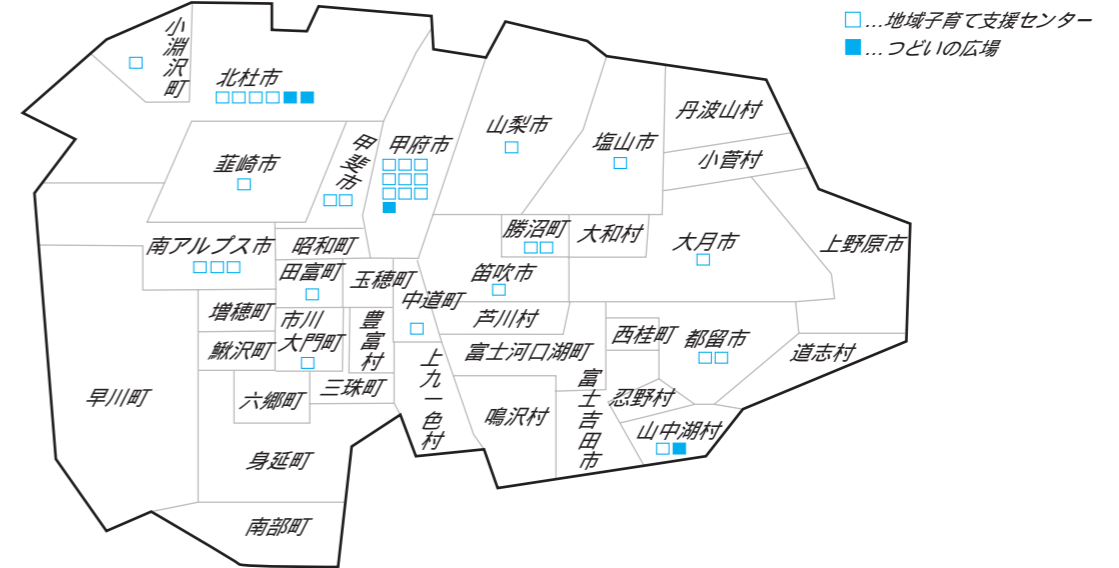 □…地域子育て支援センター
■…つどいの広場
小淵沢町
北杜市
丹波山村
山梨市
塩山市
甲府市
甲斐市
小菅村
韮崎市
勝沼町
大和村
大月市
上野原市
南アルプス市
昭和町
田富町
玉穂町
笛吹市
中道町
増穂町
市川
大門町
豊富村
芦川村
西桂町
都留市
鰍沢町
富士河口湖町
道志村
上九一色村
早川町
六郷町
三珠町
鳴沢村
富士吉田市
忍野村
山中湖村
身延町
南部町